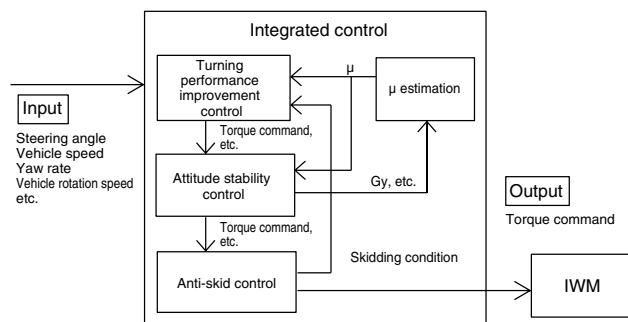 Integrated control
Turning
performance
improvement
control
μ
μ estimation
Input
Steering angle
Vehicle speed
Yaw rate
Vehicle rotation speed
etc.
Torque command,
etc.
Attitude stability
control
Gy, etc.
Output
Torque command
Torque command,
etc.
Skidding condition
Anti-skid control
IWM